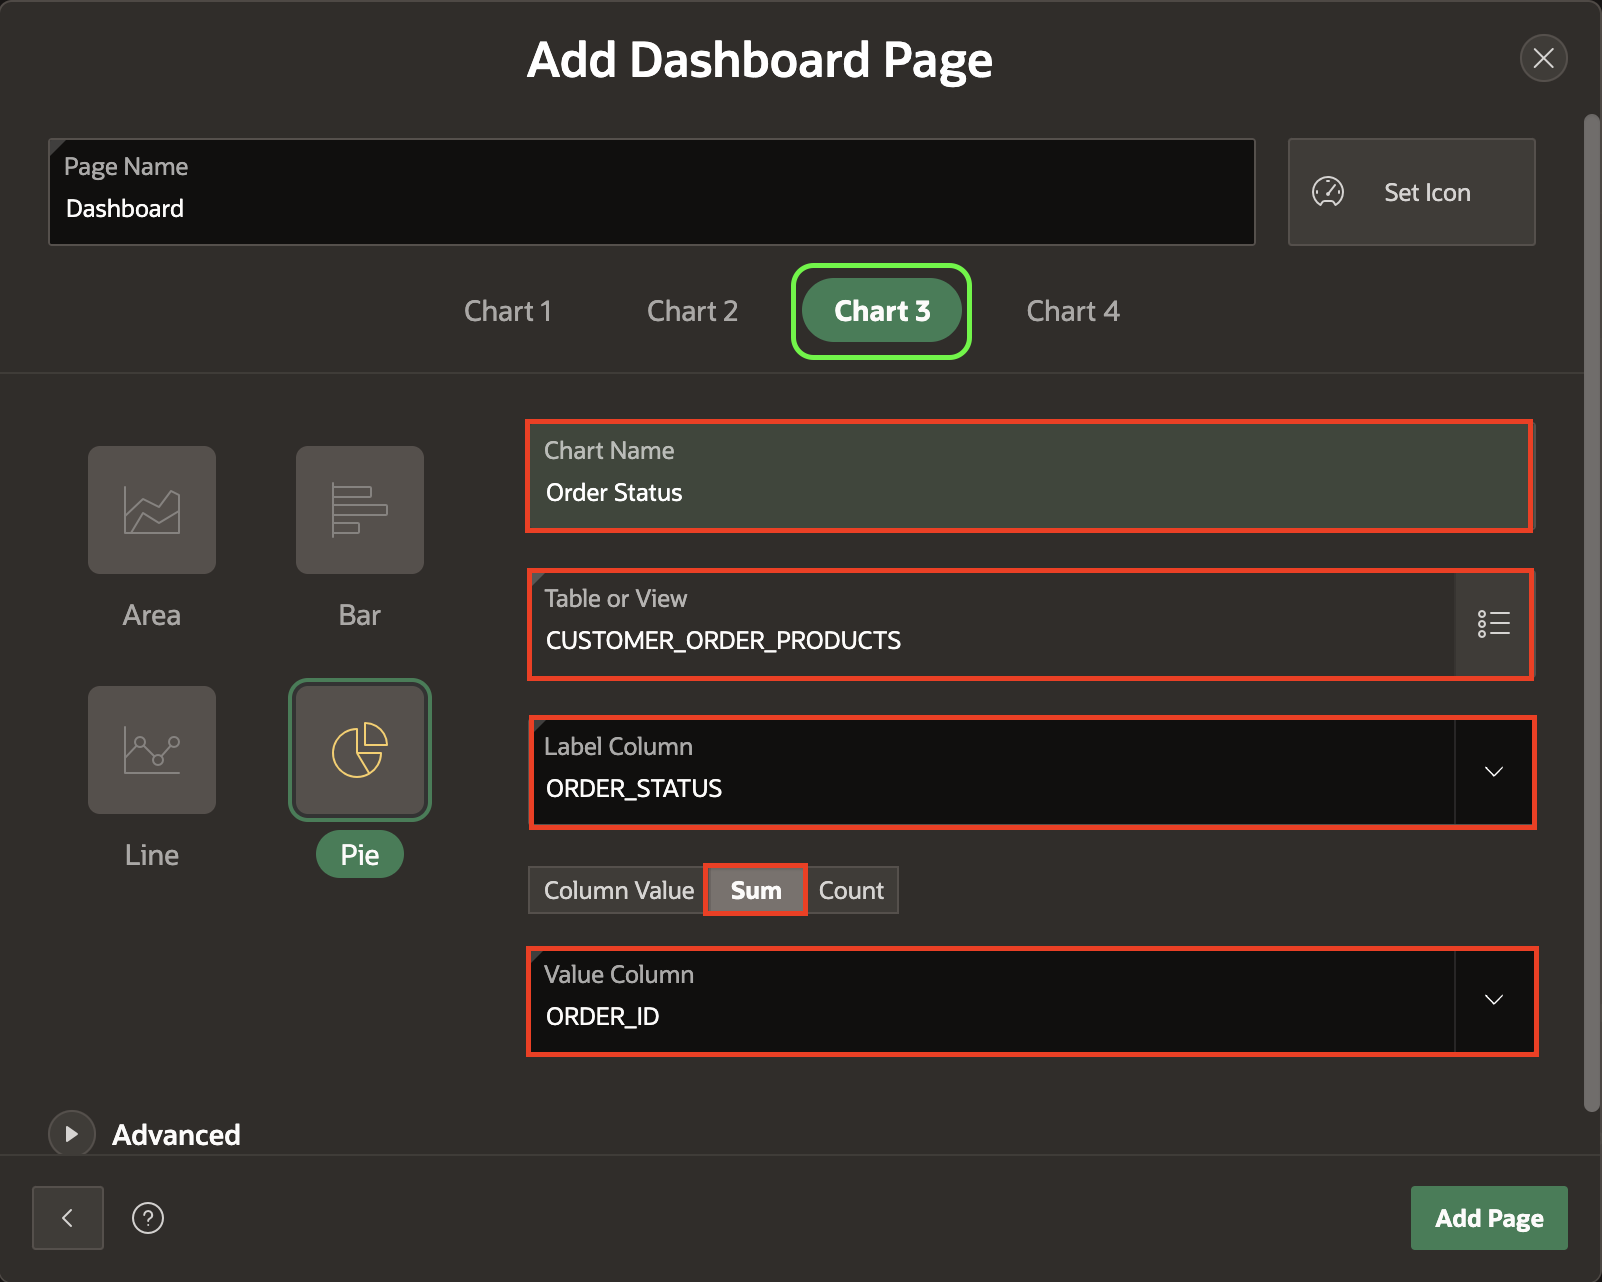 Add Dashboard Page
Page Name
Dashboard
Set Icon
Chart 1
Chart 2
Chart 3
Chart 4
Area
Bar
Line
Pie
Chart Name
Order Status
Table or View
CUSTOMER_ORDER_PRODUCTS
Label Column
ORDER_STATUS
Column Value
Sum
Count
Value Column
ORDER_ID
Advanced
?
Add Page